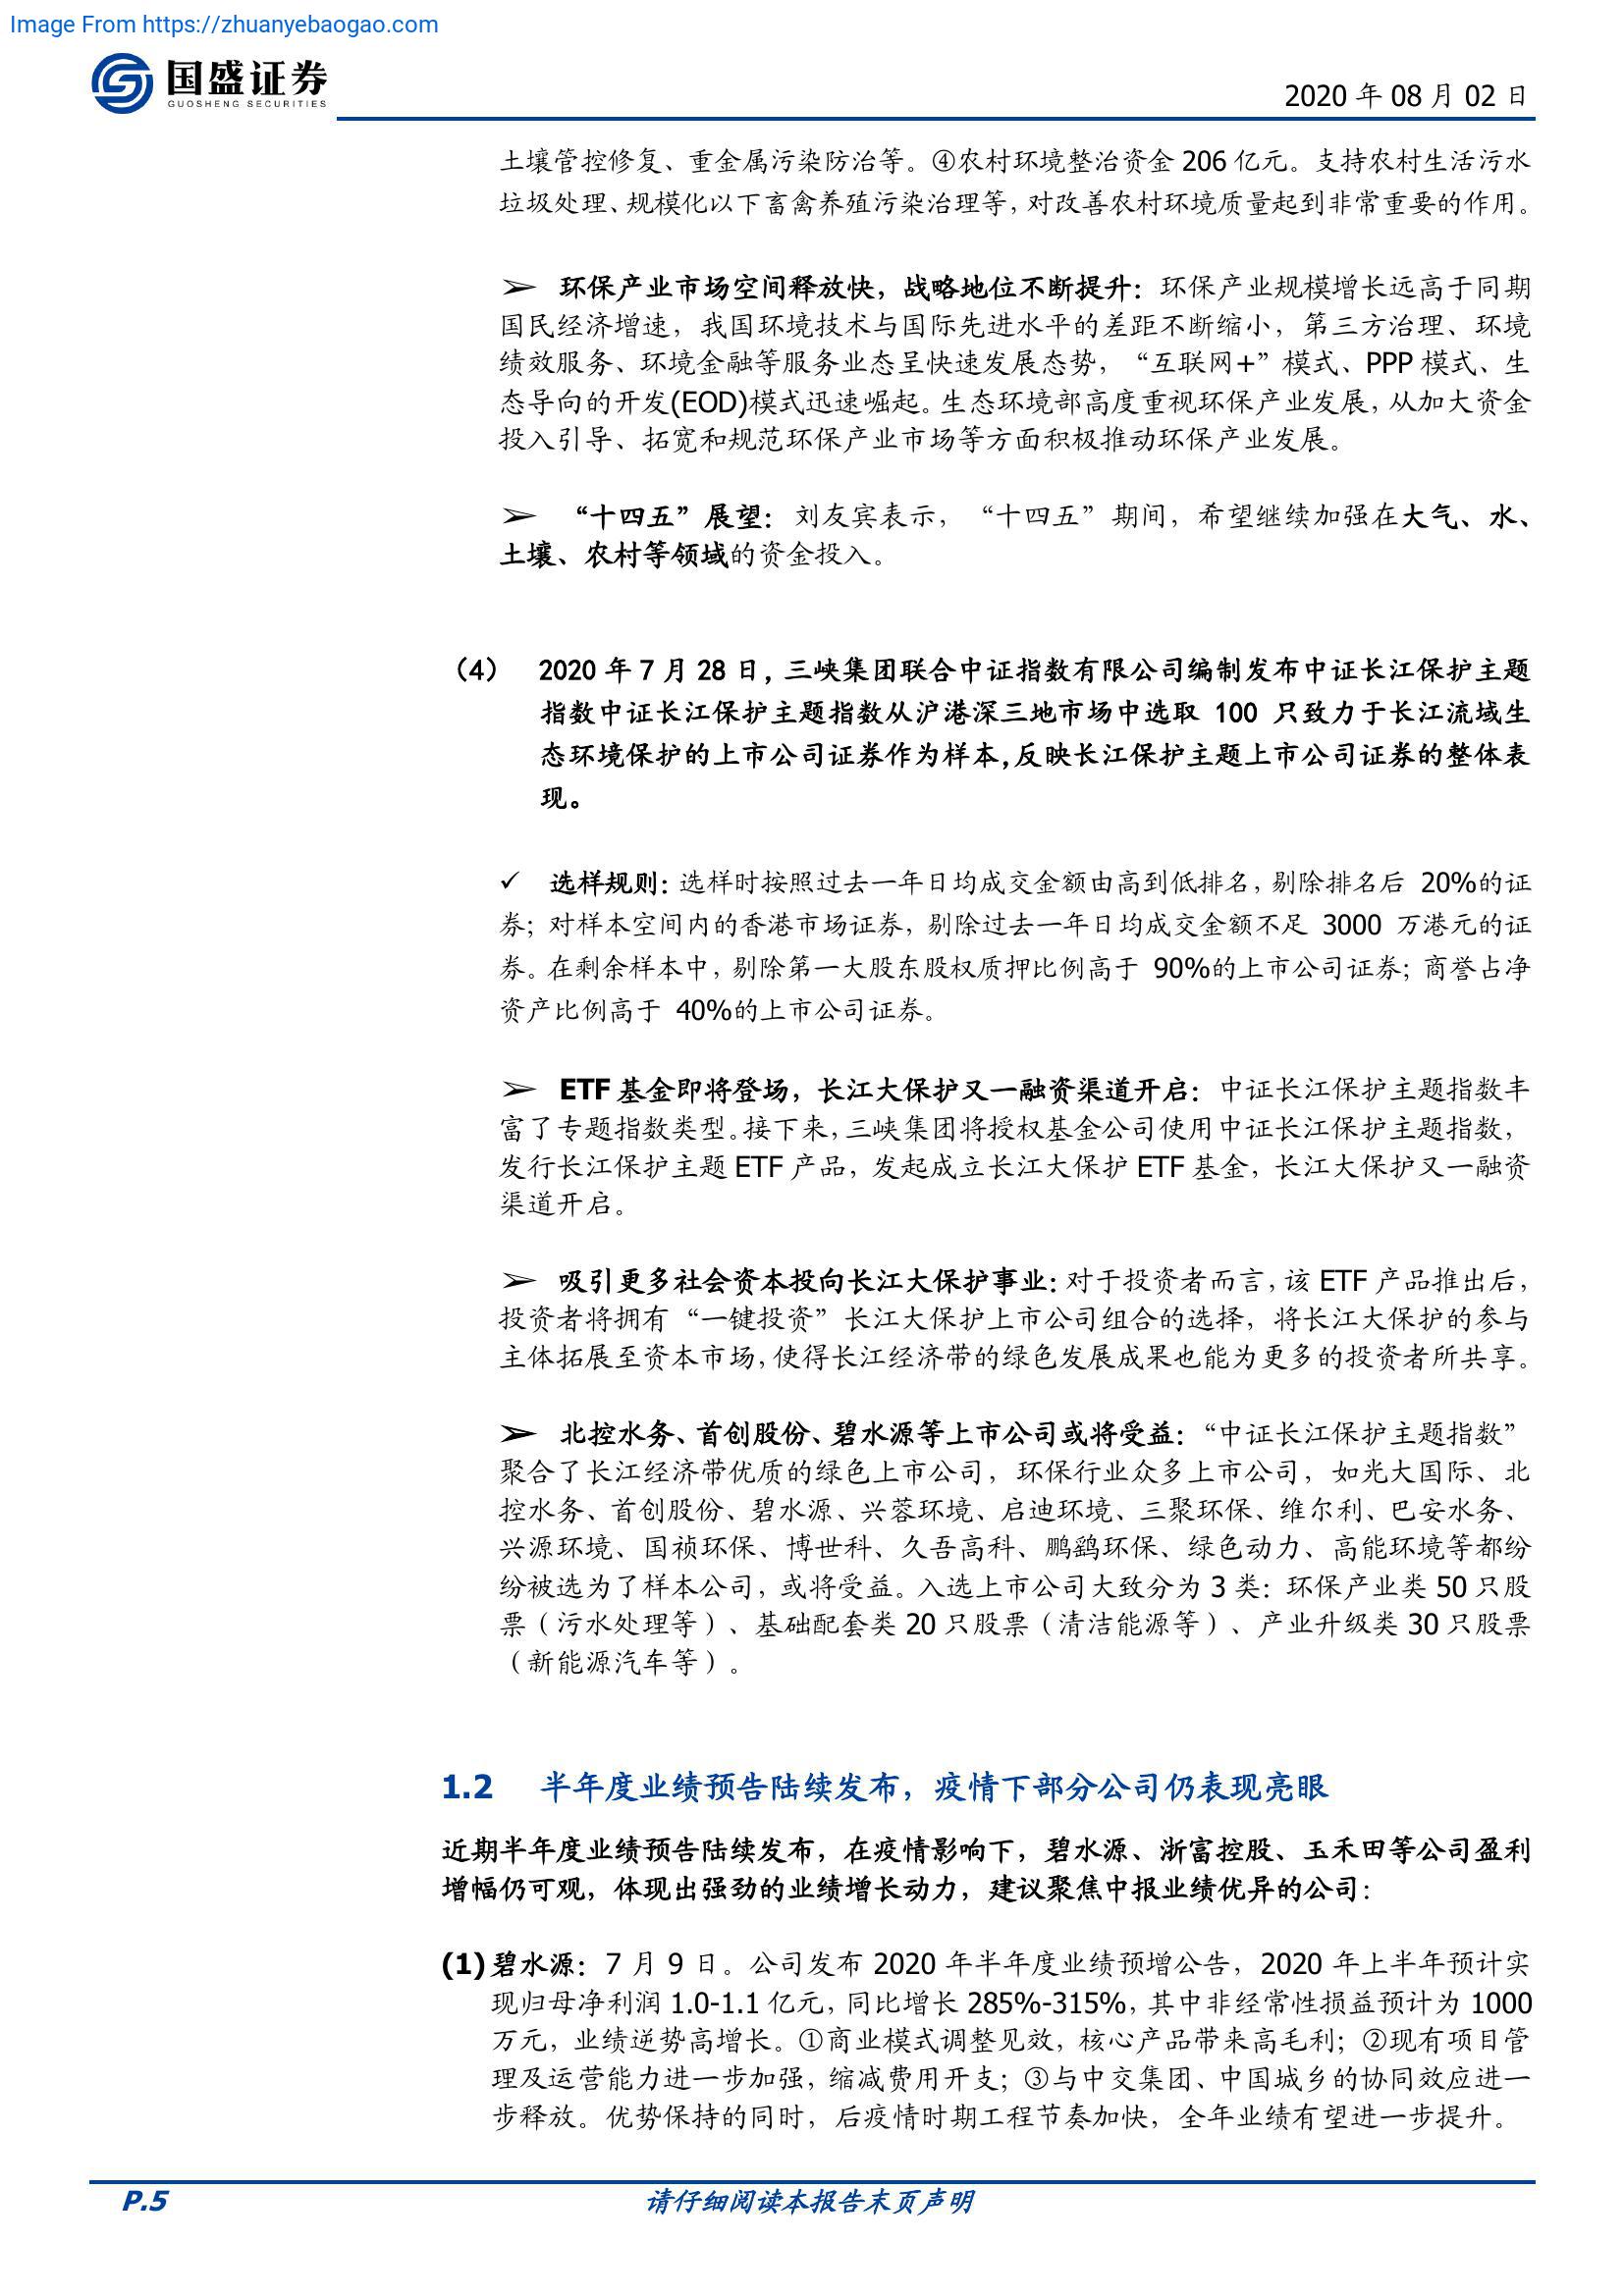 Image From https://zhuanyebaogao.com
国盛证券
GUOSHENG SECURITIES
2020 年 08 月 02 日
土壤管控修复、重金属污染防治等。④农村环境整治资金 206 亿元。支持农村生活污水
垃圾处理、规模化以下畜禽养殖污染治理等，对改善农村环境质量起到非常重要的作用。
➢ 环保产业市场空间释放快，战略地位不断提升：环保产业规模增长远高于同期
国民经济增速，我国环境技术与国际先进水平的差距不断缩小，第三方治理、环境
绩效服务、环境金融等服务业态呈快速发展态势，“互联网+”模式、PPP 模式、生
态导向的开发(EOD)模式迅速崛起。生态环境部高度重视环保产业发展，从加大资金
投入引导、拓宽和规范环保产业市场等方面积极推动环保产业发展。
➢ “十四五”展望：刘友宾表示，“十四五”期间，希望继续加强在大气、水、
土壤、农村等领域的资金投入。
（4） 2020 年 7 月 28 日，三峡集团联合中证指数有限公司编制发布中证长江保护主题
指数中证长江保护主题指数从沪港深三地市场中选取 100 只致力于长江流域生
态环境保护的上市公司证券作为样本，反映长江保护主题上市公司证券的整体表
现。
✓ 选样规则：选样时按照过去一年日均成交金额由高到低排名，剔除排名后 20%的证
券；对样本空间内的香港市场证券，剔除过去一年日均成交金额不足 3000 万港元的证
券。在剩余样本中，剔除第一大股东股权质押比例高于 90%的上市公司证券；商誉占净
资产比例高于 40%的上市公司证券。
➢ ETF 基金即将登场，长江大保护又一融资渠道开启：中证长江保护主题指数丰
富了专题指数类型。接下来，三峡集团将授权基金公司使用中证长江保护主题指数，
发行长江保护主题 ETF 产品，发起成立长江大保护 ETF 基金，长江大保护又一融资
渠道开启。
➢ 吸引更多社会资本投向长江大保护事业：对于投资者而言，该 ETF 产品推出后，
投资者将拥有“一键投资”长江大保护上市公司组合的选择，将长江大保护的参与
主体拓展至资本市场，使得长江经济带的绿色发展成果也能为更多的投资者所共享。
➢ 北控水务、首创股份、碧水源等上市公司或将受益：“中证长江保护主题指数”
聚合了长江经济带优质的绿色上市公司，环保行业众多上市公司，如光大国际、北
控水务、首创股份、碧水源、兴蓉环境、启迪环境、三聚环保、维尔利、巴安水务、
兴源环境、国祯环保、博世科、久吾高科、鹏鹞环保、绿色动力、高能环境等都纷
纷被选为了样本公司，或将受益。入选上市公司大致分为 3 类：环保产业类 50 只股
票（污水处理等）、基础配套类 20 只股票（清洁能源等）、产业升级类 30 只股票
（新能源汽车等）。
1.2 半年度业绩预告陆续发布，疫情下部分公司仍表现亮眼
近期半年度业绩预告陆续发布，在疫情影响下，碧水源、浙富控股、玉禾田等公司盈利
增幅仍可观，体现出强劲的业绩增长动力，建议聚焦中报业绩优异的公司：
(1) 碧水源：7 月 9 日。公司发布 2020 年半年度业绩预增公告，2020 年上半年预计实
现归母净利润 1.0-1.1 亿元，同比增长 285%-315%，其中非经常性损益预计为 1000
万元，业绩逆势高增长。①商业模式调整见效，核心产品带来高毛利；②现有项目管
理及运营能力进一步加强，缩减费用开支；③与中交集团、中国城乡的协同效应进一
步释放。优势保持的同时，后疫情时期工程节奏加快，全年业绩有望进一步提升。
P.5
请仔细阅读本报告末页声明